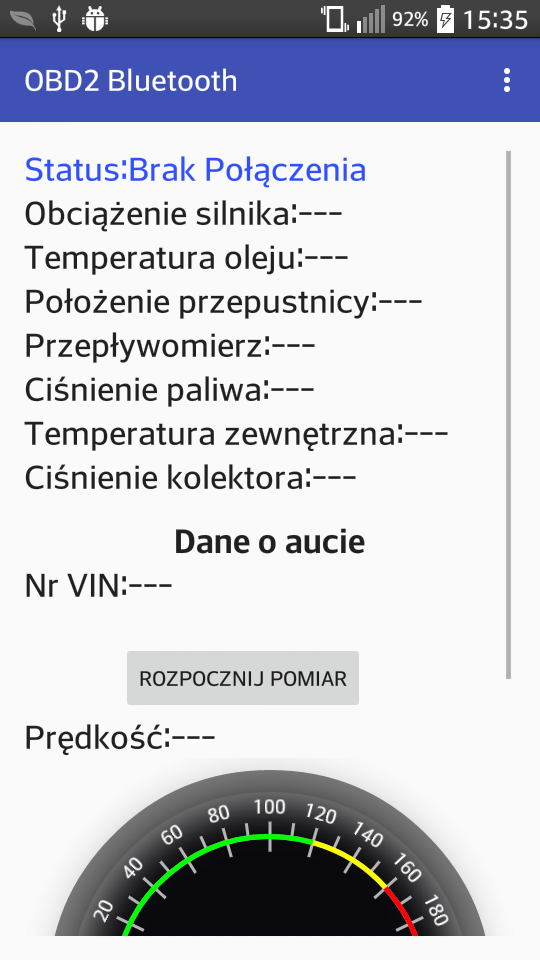 92% 15:35
OBD2 Bluetooth
Status:Brak Połączenia
Obciążenie silnika:---
Temperatura oleju:---
Położenie przepustnicy:---
Przepływomierz:---
Ciśnienie paliwa:---
Temperatura zewnętrzna:---
Ciśnienie kolektora:---
Dane o aucie
Nr VIN:---
ROZPOCZNIJ POMIAR
Prędkość:---
20 40 60 80 100 120 140 160 180